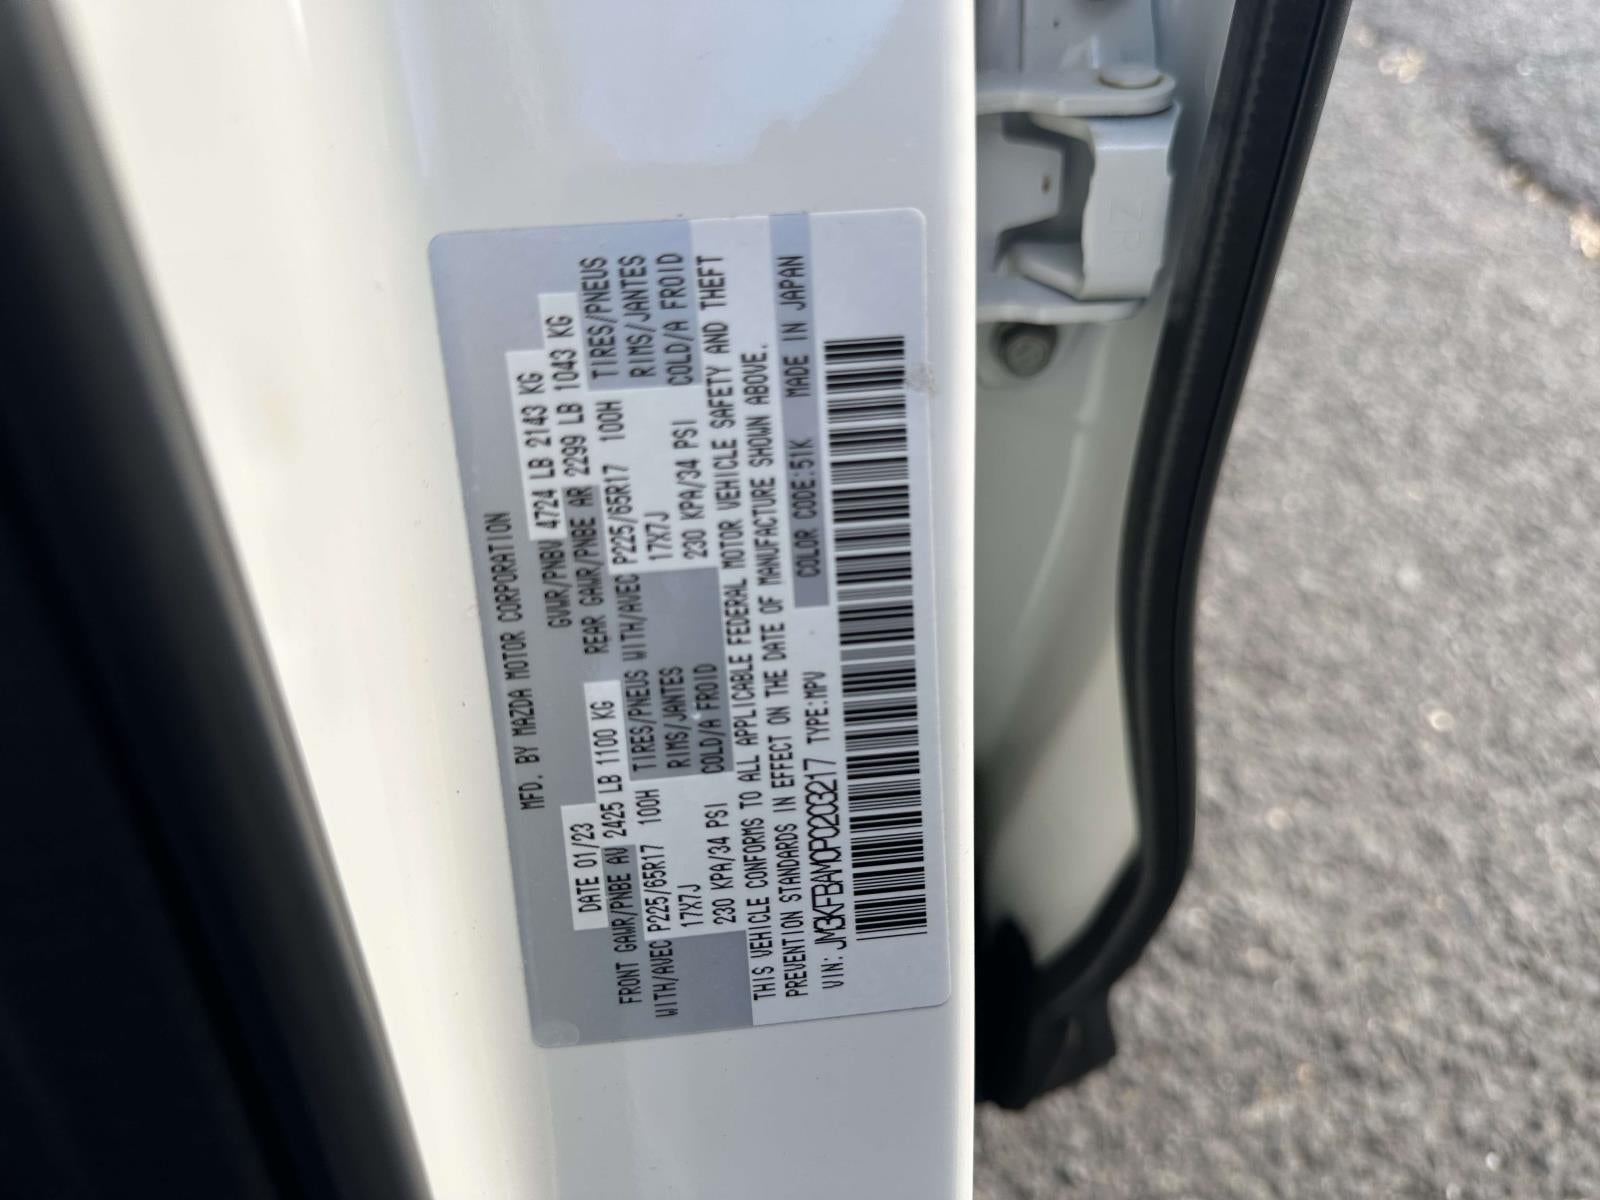 MFD. BY MAZDA MOTOR CORPORATION
DATE 01/23 GVWR/PNBV 4724 LB 2143 KG
FRONT GAWR/PNBE AV 2425 LB 1100 KG REAR GAWR/PNBE AR 2299 LB 1043 KG
WITH/AVEC P225/65R17 100H TIRES/PNEUS WITH/AVEC P225/65R17 100H TIRES/PNEUS
17X7J RIMS/JANTES 17X7J RIMS/JANTES
230 KPA/34 PSI COLD/A FROID 230 KPA/34 PSI COLD/A FROID
THIS VEHICLE CONFORMS TO ALL APPLICABLE FEDERAL MOTOR VEHICLE SAFETY AND THEFT
PREVENTION STANDARDS IN EFFECT ON THE DATE OF MANUFACTURE SHOWN ABOVE.
VIN: JM3KFBAM0P0203217 TYPE:MPV COLOR CODE:51K MADE IN JAPAN
ZR